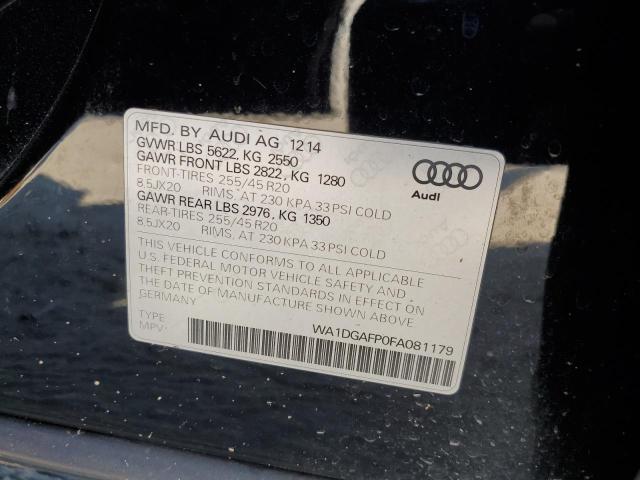 MFD. BY AUDI AG 12 14
GVWR LBS 5622, KG 2550
GAWR FRONT LBS 2822, KG 1280
FRONT-TIRES 255/45 R20
8.5JX20 RIMS, AT 230 KPA 33 PSI COLD
GAWR REAR LBS 2976, KG 1350
REAR-TIRES 255/45 R20
8.5JX20 RIMS, AT 230 KPA 33 PSI COLD
Audi
THIS VEHICLE CONFORMS TO ALL APPLICABLE
U.S. FEDERAL MOTOR VEHICLE SAFETY AND
THEFT PREVENTION STANDARDS IN EFFECT ON
THE DATE OF MANUFACTURE SHOWN ABOVE.
GERMANY
TYPE
MPV:
WA1DGAFP0FA081179